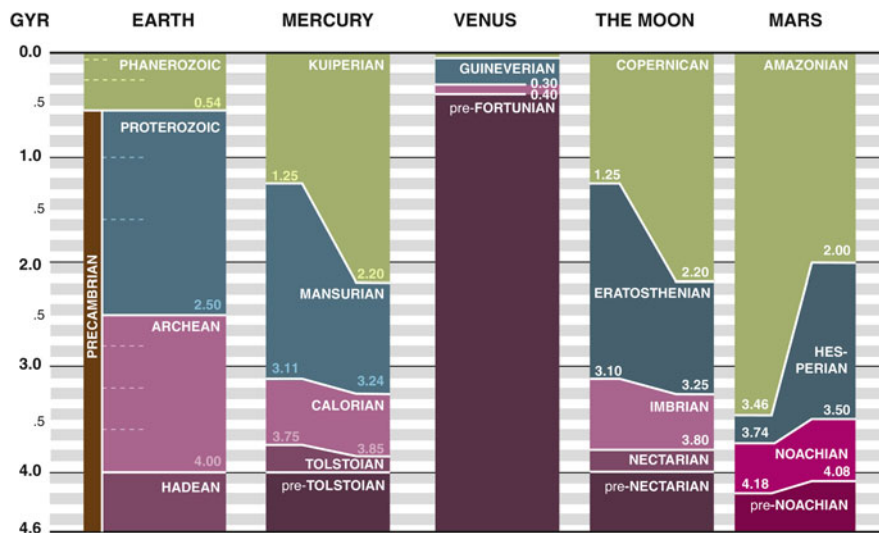 GYR EARTH MERCURY VENUS THE MOON MARS
0.0
.5
1.0
.5
2.0
.5
3.0
.5
4.0
4.6
PRECAMBRIAN
PHANEROZOIC
0.54
PROTEROZOIC
2.50
ARCHEAN
4.00
HADEAN
KUIPERIAN
1.25
2.20
MANSURIAN
3.11
3.24
CALORIAN
3.75
3.85
TOLSTOIAN
pre-TOLSTOIAN
GUINEVERIAN
0.30
0.40
pre-FORTUNIAN
COPERNICAN
1.25
2.20
ERATOSTHENIAN
3.10
3.25
IMBRIAN
3.80
NECTARIAN
pre-NECTARIAN
AMAZONIAN
2.00
HES-
PERIAN
3.46
3.50
3.74
NOACHIAN
4.08
4.18
pre-NOACHIAN